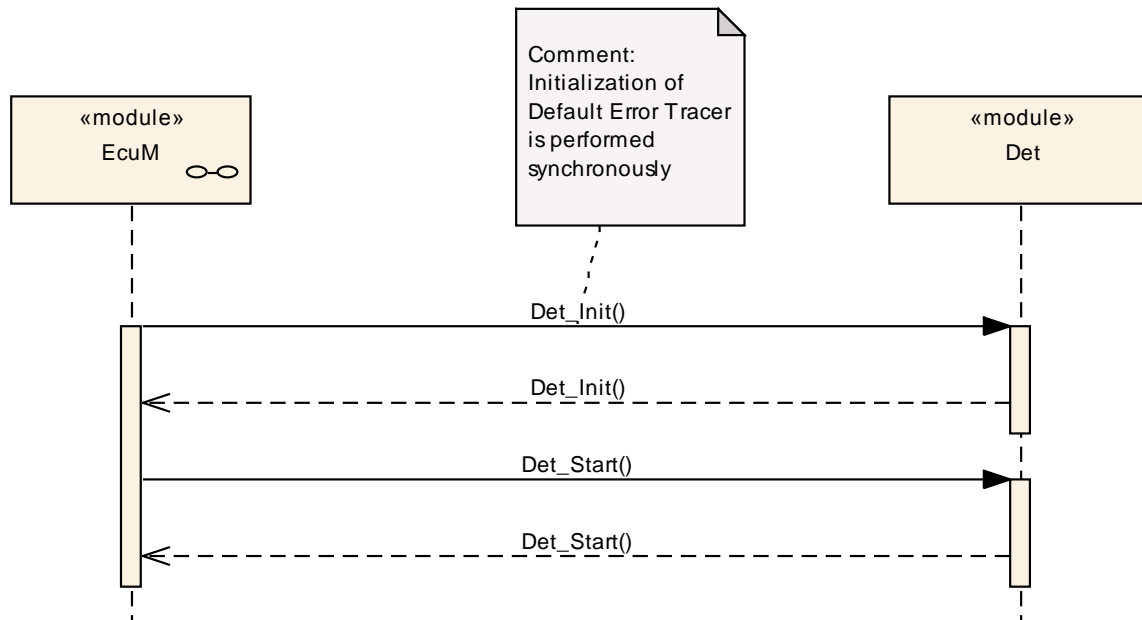 Comment:
Initialization of
Default Error Tracer
is performed
synchronously
«module»
EcuM
«module»
Det
Det_Init()
Det_Init()
Det_Start()
Det_Start()